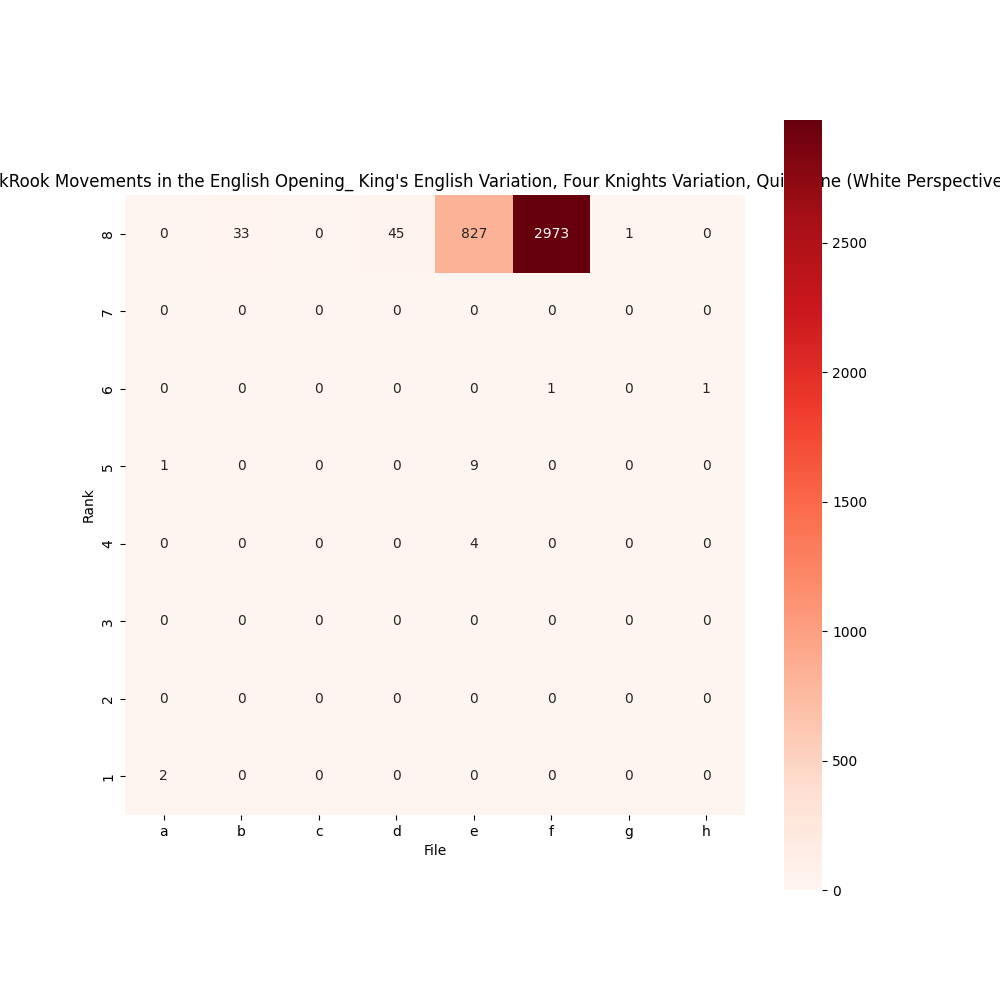 kRook Movements in the English Opening_ King's English Variation, Four Knights Variation, (White Perspective
8 0 33 0 45 827 2973 1 0
7 0 0 0 0 0 0 0 0
6 0 0 0 0 0 1 0 1
5 1 0 0 0 9 0 0 0
4 0 0 0 0 4 0 0 0
3 0 0 0 0 0 0 0 0
2 0 0 0 0 0 0 0 0
1 2 0 0 0 0 0 0 0
a b c d e f g h
File
Rank
2500
2000
1500
1000
500
0